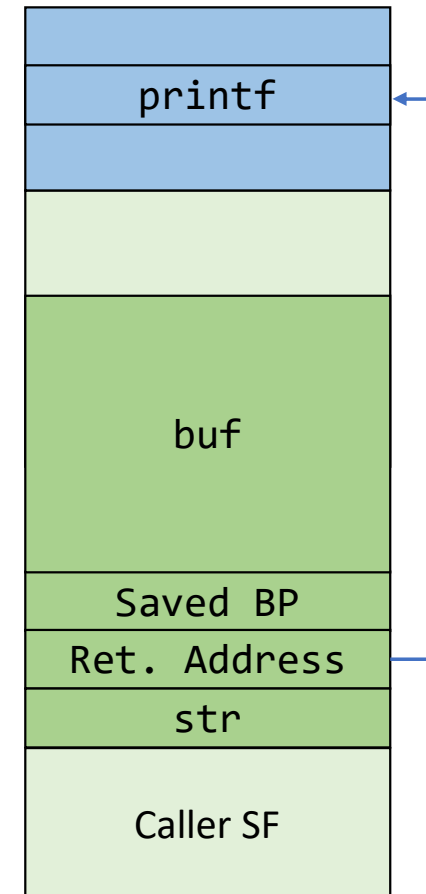 printf
buf
Saved BP
Ret. Address
str
Caller SF